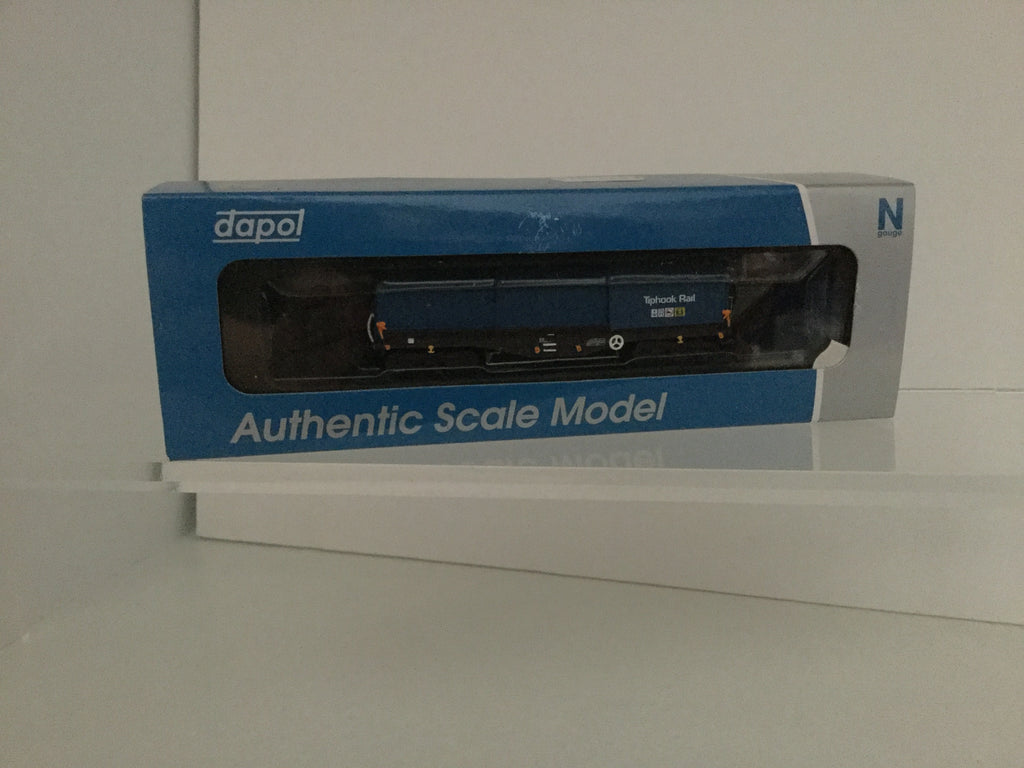 dapol
N
gauge
Tiphook Rail
Authentic Scale Model